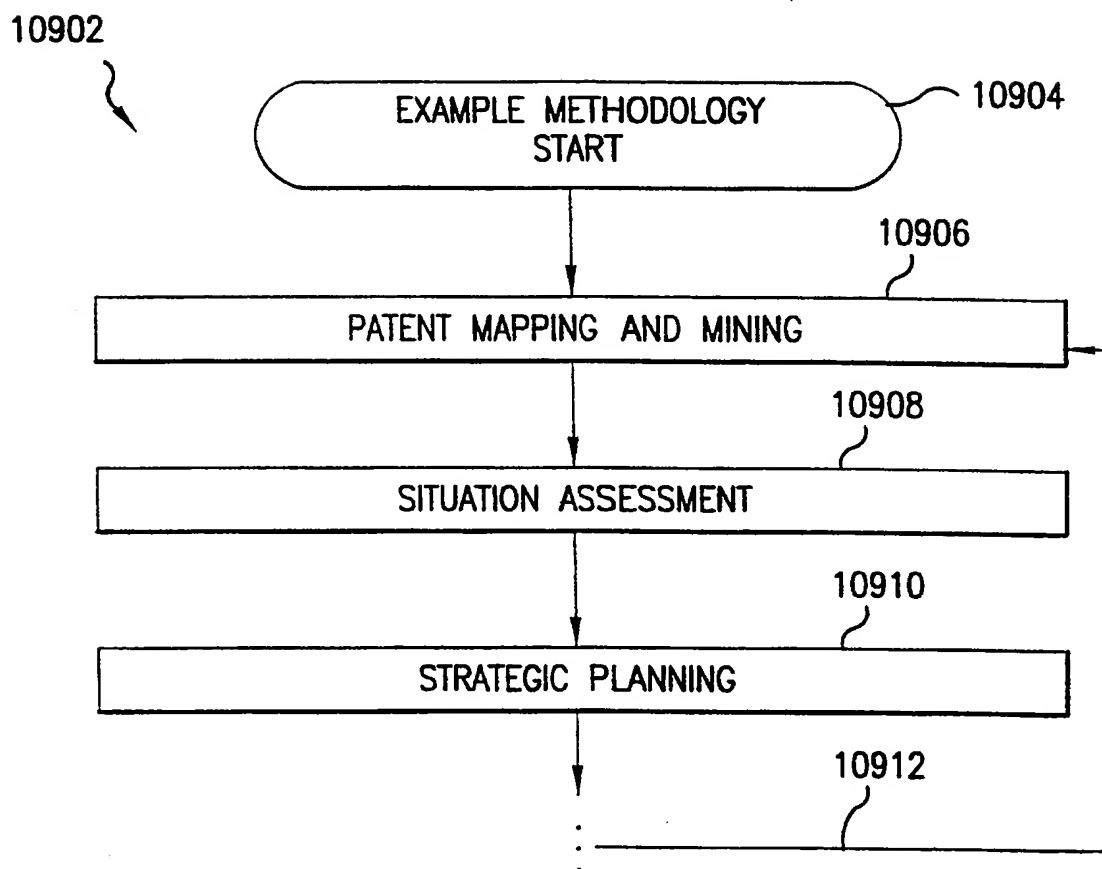 10902
EXAMPLE METHODOLOGY
START
10904
10906
PATENT MAPPING AND MINING
10908
SITUATION ASSESSMENT
10910
STRATEGIC PLANNING
10912